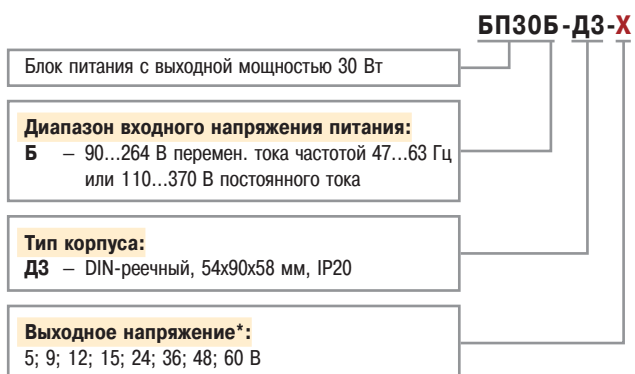 БП30Б-Д3-Х
Блок питания с выходной мощностью 30 Вт
Диапазон входного напряжения питания:
Б – 90...264 В перемен. тока частотой 47...63 Гц
или 110...370 В постоянного тока
Тип корпуса:
Д3 – DIN-реечный, 54х90х58 мм, IP20
Выходное напряжение*:
5; 9; 12; 15; 24; 36; 48; 60 В